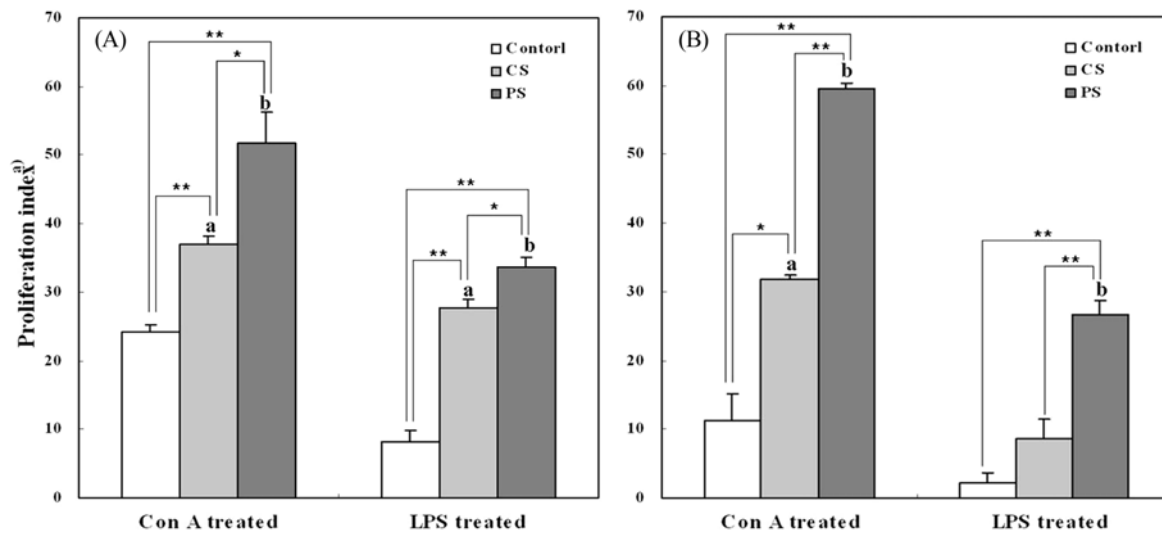 (A)
Contorl
CS
PS
Proliferation index a)
70
60
50
40
30
20
10
0
**
*
b
**
a
**
*
b
**
a
Con A treated
LPS treated
(B)
Contorl
CS
PS
70
60
50
40
30
20
10
0
**
**
b
*
a
**
**
b
Con A treated
LPS treated